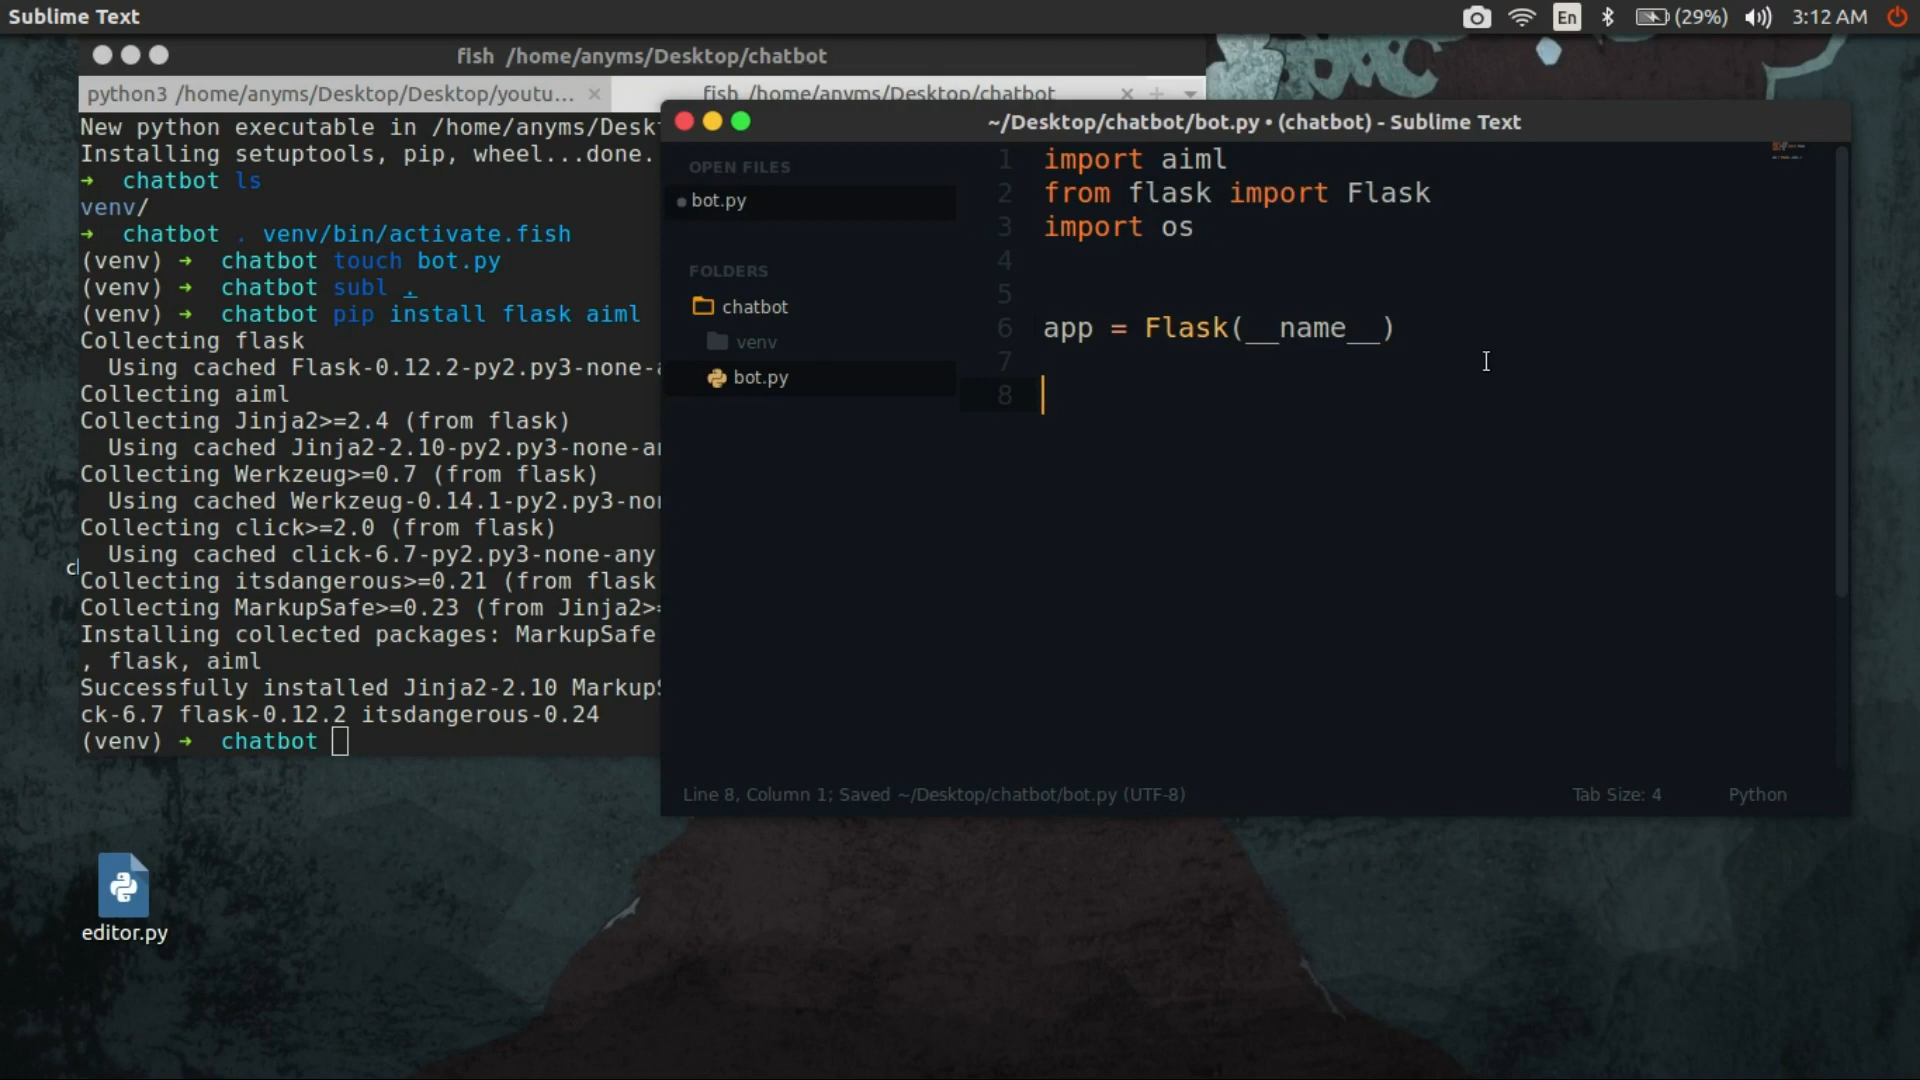 Sublime Text
En
(29%)
3:12 AM
fish /home/anyms/Desktop/chatbot
python3 /home/anyms/Desktop/Desktop/youtu...
fish /home/anyms/Desktop/chatbot
New python executable in /home/anyms/Desk
Installing setuptools, pip, wheel...done.
➜ chatbot ls
venv/
➜ chatbot . venv/bin/activate.fish
(venv) ➜ chatbot touch bot.py
(venv) ➜ chatbot subl .
(venv) ➜ chatbot pip install flask aiml
Collecting flask
Using cached Flask-0.12.2-py2.py3-none-
Collecting aiml
Collecting Jinja2>=2.4 (from flask)
Using cached Jinja2-2.10-py2.py3-none-a
Collecting Werkzeug>=0.7 (from flask)
Using cached Werkzeug-0.14.1-py2.py3-no
Collecting click>=2.0 (from flask)
Using cached click-6.7-py2.py3-none-any
Collecting itsdangerous>=0.21 (from flask
Collecting MarkupSafe>=0.23 (from Jinja2>=
Installing collected packages: MarkupSafe
, flask, aiml
Successfully installed Jinja2-2.10 Markup
ck-6.7 flask-0.12.2 itsdangerous-0.24
(venv) ➜ chatbot
~/Desktop/chatbot/bot.py • (chatbot) - Sublime Text
OPEN FILES
bot.py
FOLDERS
chatbot
venv
bot.py
1 import aiml
2 from flask import Flask
3 import os
4
5
6 app = Flask(__name__)
7
8
Line 8, Column 1; Saved ~/Desktop/chatbot/bot.py (UTF-8)
Tab Size: 4
Python
editor.py